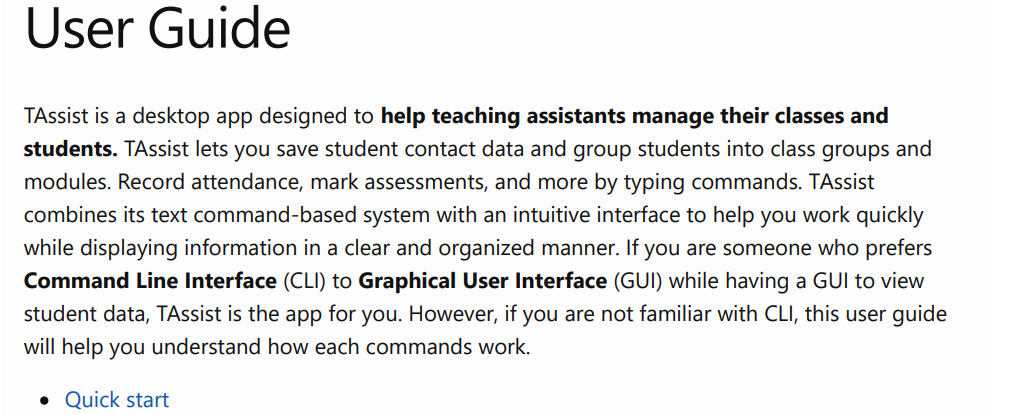 User Guide
TAssist is a desktop app designed to help teaching assistants manage their classes and
students. TAssist lets you save student contact data and group students into class groups and
modules. Record attendance, mark assessments, and more by typing commands. TAssist
combines its text command-based system with an intuitive interface to help you work quickly
while displaying information in a clear and organized manner. If you are someone who prefers
Command Line Interface (CLI) to Graphical User Interface (GUI) while having a GUI to view
student data, TAssist is the app for you. However, if you are not familiar with CLI, this user guide
will help you understand how each commands work.
• Quick start